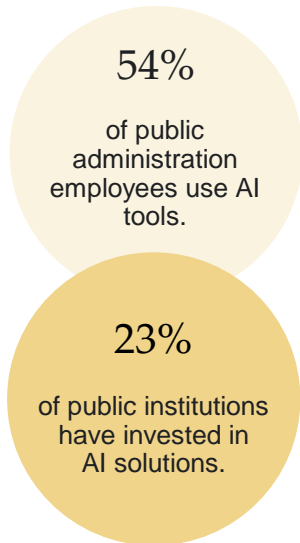 54%
of public
administration
employees use AI
tools.
23%
of public institutions
have invested in
AI solutions.